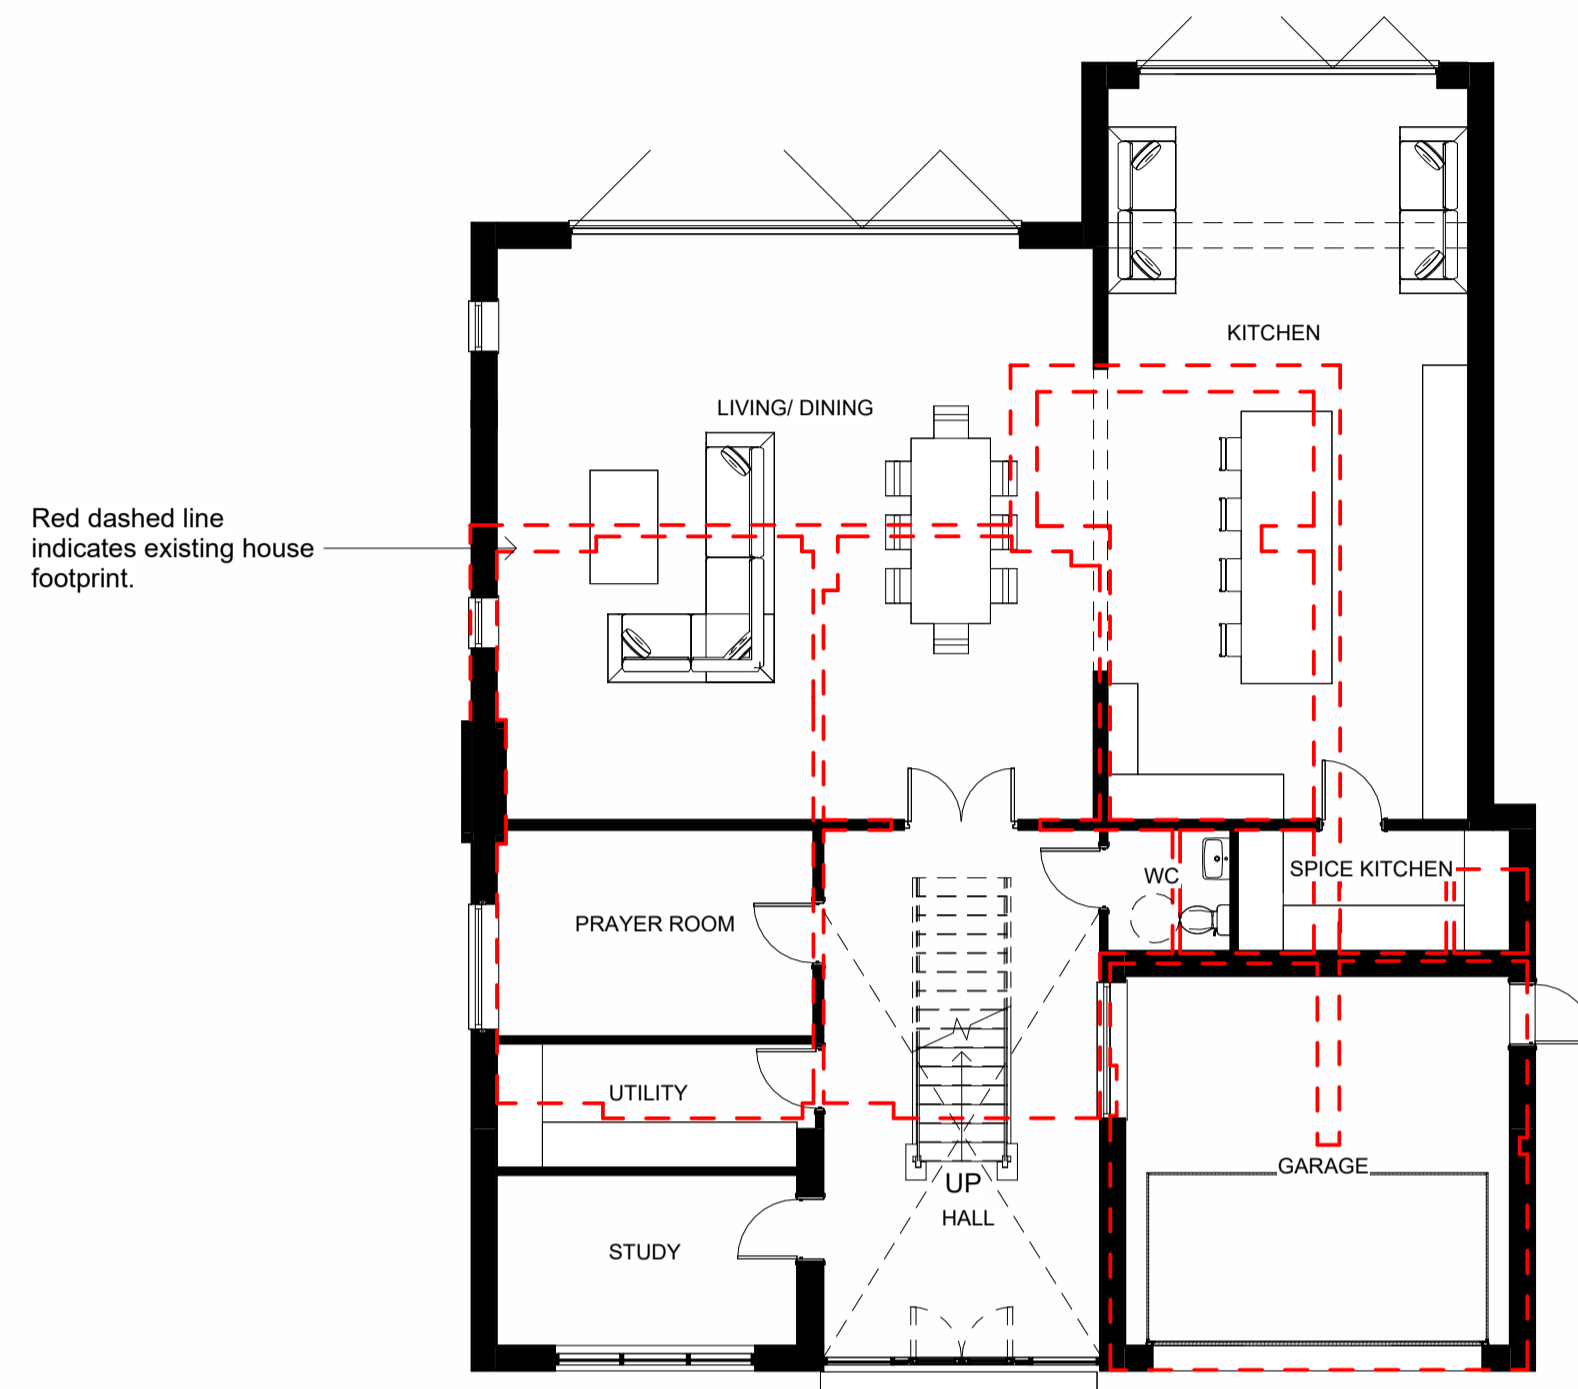 KITCHEN
LIVING/ DINING
Red dashed line
indicates existing house
footprint.
WC
SPICE KITCHEN
PRAYER ROOM
UTILITY
GARAGE
UP
HALL
STUDY